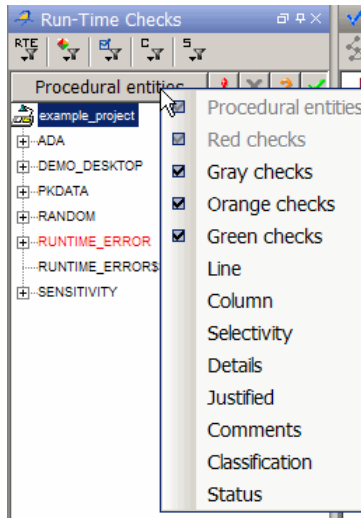 Run-Time Checks
RTE
C
S
Procedural entities
example_project
ADA
DEMO_DESKTOP
PKDATA
RANDOM
RUNTIME_ERROR
RUNTIME_ERROR$
SENSITIVITY
Procedural entities
Red checks
Gray checks
Orange checks
Green checks
Line
Column
Selectivity
Details
Justified
Comments
Classification
Status